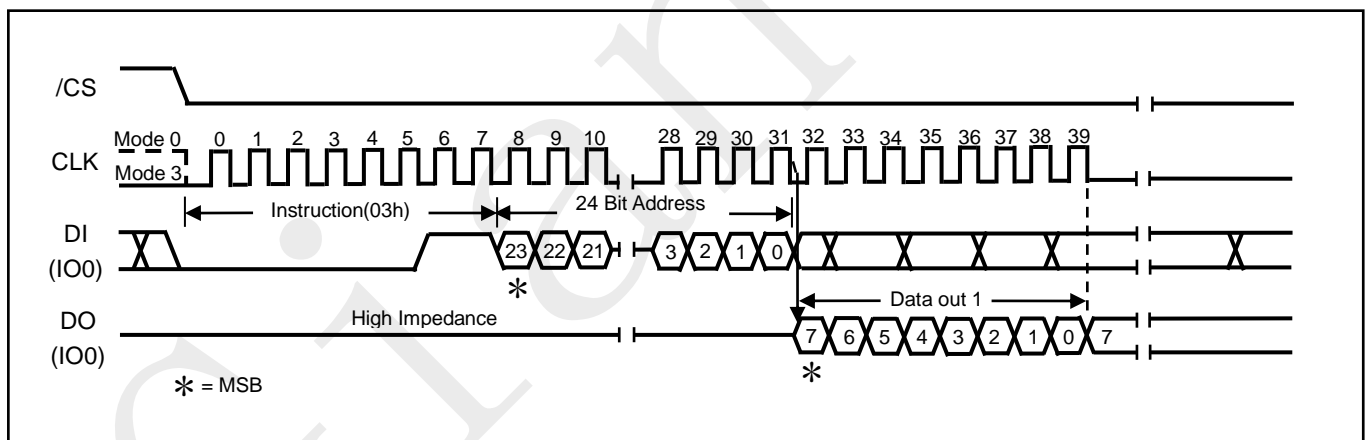 /CS
Mode 0 0 1 2 3 4 5 6 7 8 9 10 28 29 30 31 32 33 34 35 36 37 38 39
CLK
Mode 3
Instruction(03h) 24 Bit Address
DI
(IO0)
23 22 21 3 2 1 0
*
Data out 1
DO
(IO0)
High Impedance
7 6 5 4 3 2 1 0 7
*
* = MSB